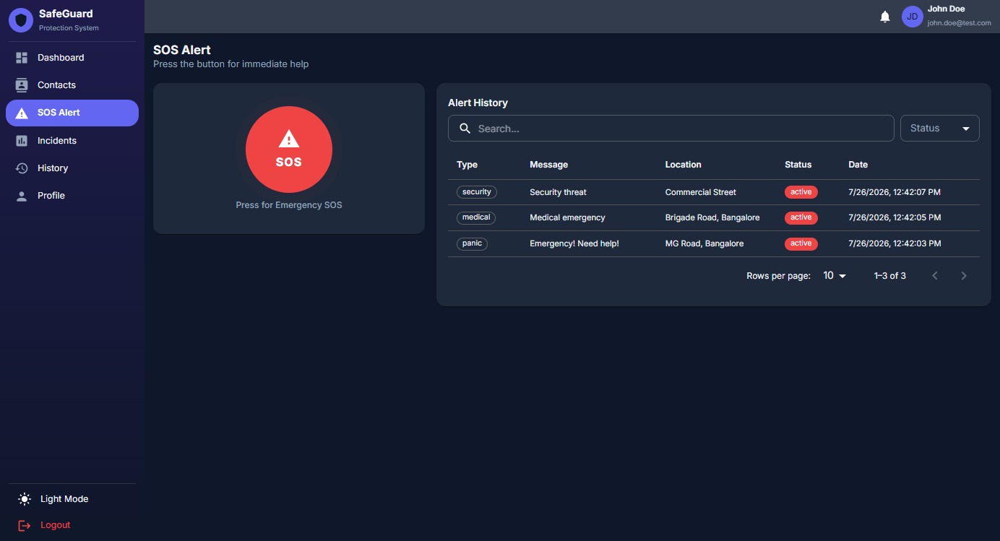 SafeGuard
Protection System
Dashboard
Contacts
SOS Alert
Incidents
History
Profile
Light Mode
Logout
JD
John Doe
john.doe@test.com
SOS Alert
Press the button for immediate help
SOS
Press for Emergency SOS
Alert History
Search...
Status
Type Message Location Status Date
security Security threat Commercial Street active 7/26/2026, 12:42:07 PM
medical Medical emergency Brigade Road, Bangalore active 7/26/2026, 12:42:05 PM
panic Emergency! Need help! MG Road, Bangalore active 7/26/2026, 12:42:03 PM
Rows per page: 10 1–3 of 3